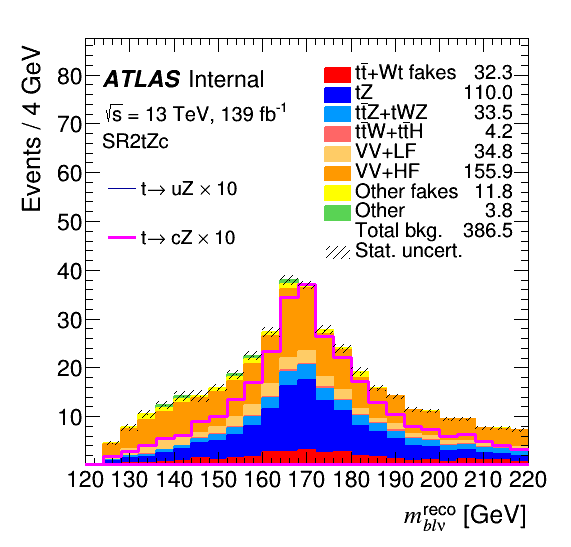 Events / 4 GeV
80
70
60
50
40
30
20
10
ATLAS Internal
√s = 13 TeV, 139 fb⁻¹
SR2tZc
t→ uZ × 10
t→ cZ × 10
tt̄+Wt fakes 32.3
tZ 110.0
tt̄Z+tWZ 33.5
tt̄W+tt̄H 4.2
VV+LF 34.8
VV+HF 155.9
Other fakes 11.8
Other 3.8
Total bkg. 386.5
Stat. uncert.
120 130 140 150 160 170 180 190 200 210 220
m_{blν}^{reco} [GeV]